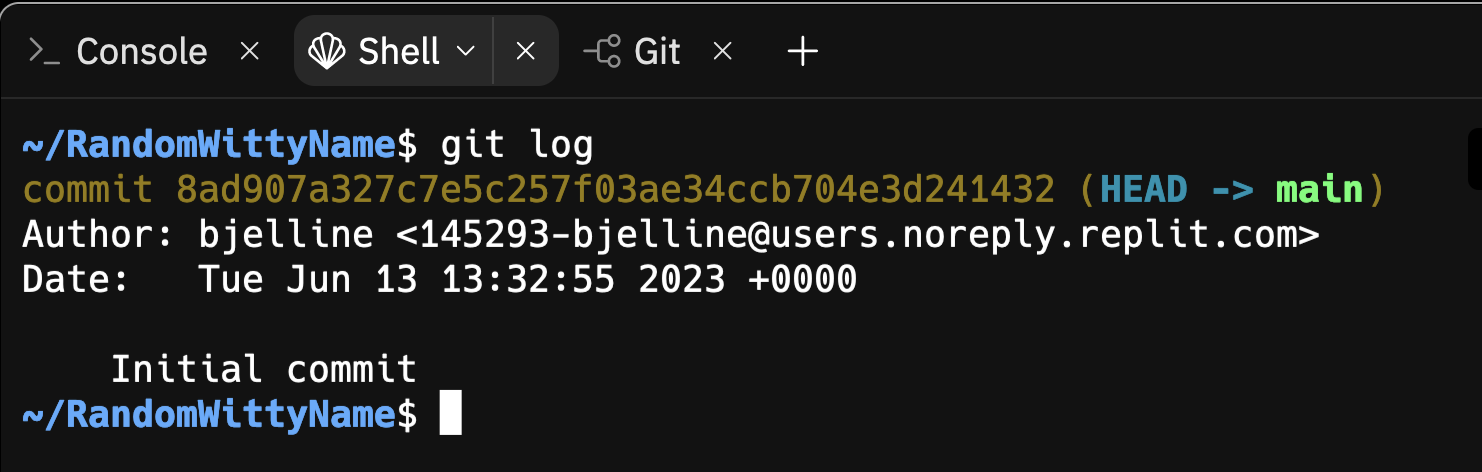 Console × Shell × Git × +
~/RandomWittyName$ git log
commit 8ad907a327c7e5c257f03ae34ccb704e3d241432 (HEAD -> main)
Author: bjelline <145293-bjelline@users.noreply.replit.com>
Date:   Tue Jun 13 13:32:55 2023 +0000
    Initial commit
~/RandomWittyName$